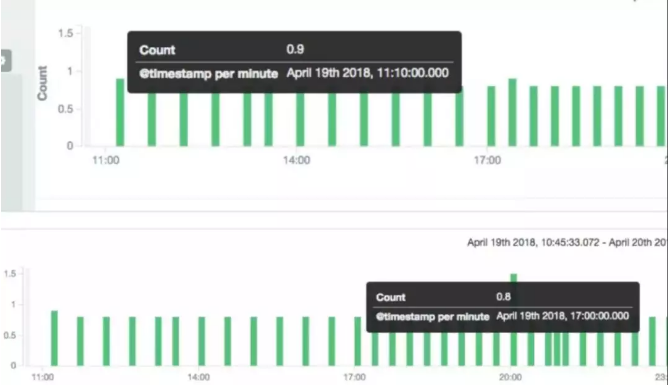 1.5
Count 0.9
@timestamp per minute April 19th 2018, 11:10:00.000
1
0.5
0
Count
11:00 14:00 17:00
April 19th 2018, 10:45:33.072 - April 20th 20
1.5
1
Count 0.8
@timestamp per minute April 19th 2018, 17:00:00.000
0.5
0
11:00 14:00 17:00 20:00 23: